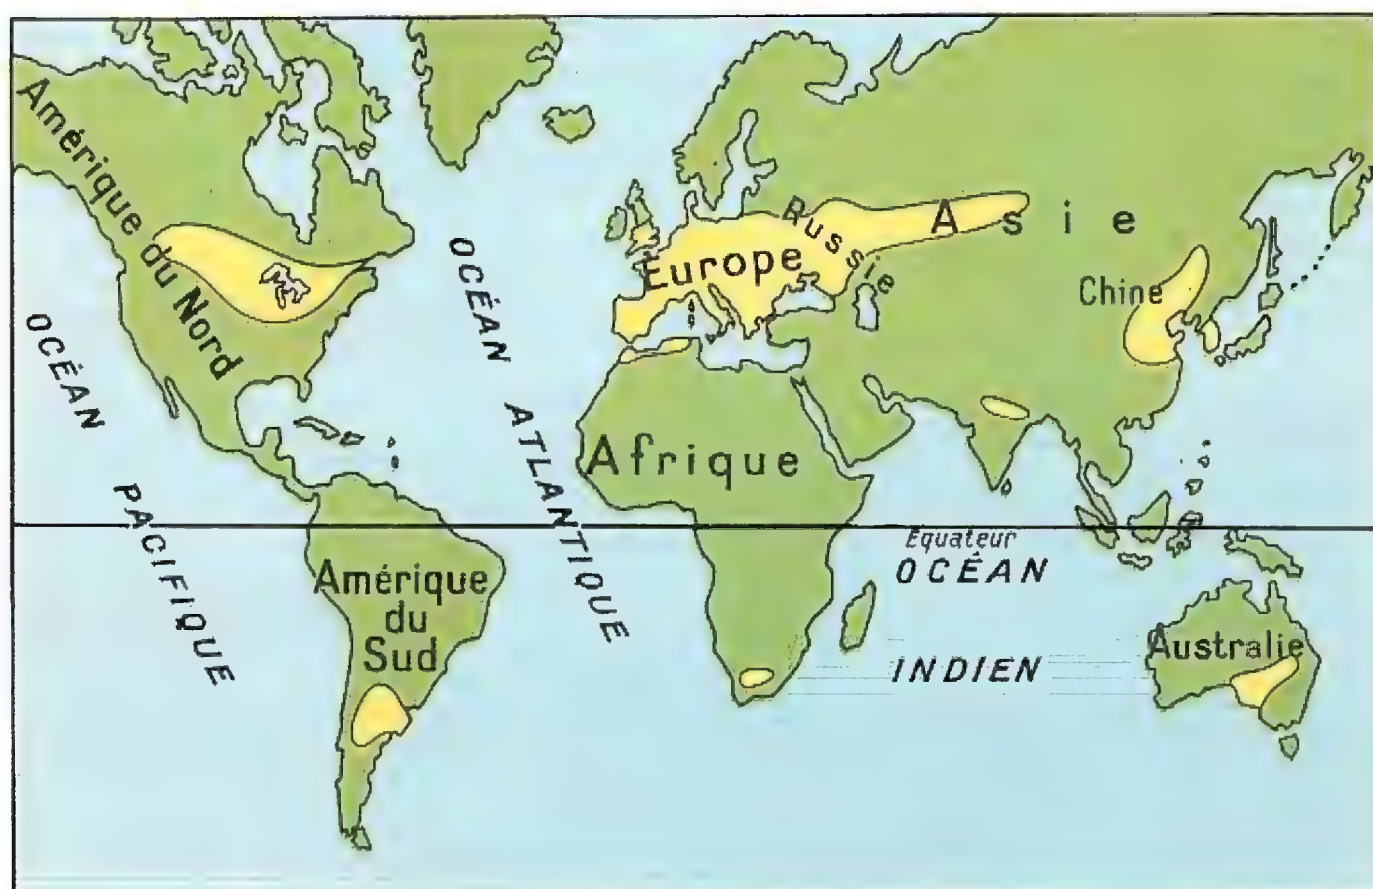 Amérique du Nord
OCÉAN PACIFIQUE
OCÉAN ATLANTIQUE
Europe
Russie
Asie
Chine
Afrique
Equateur
OCÉAN
INDIEN
Amérique
du
Sud
Australie